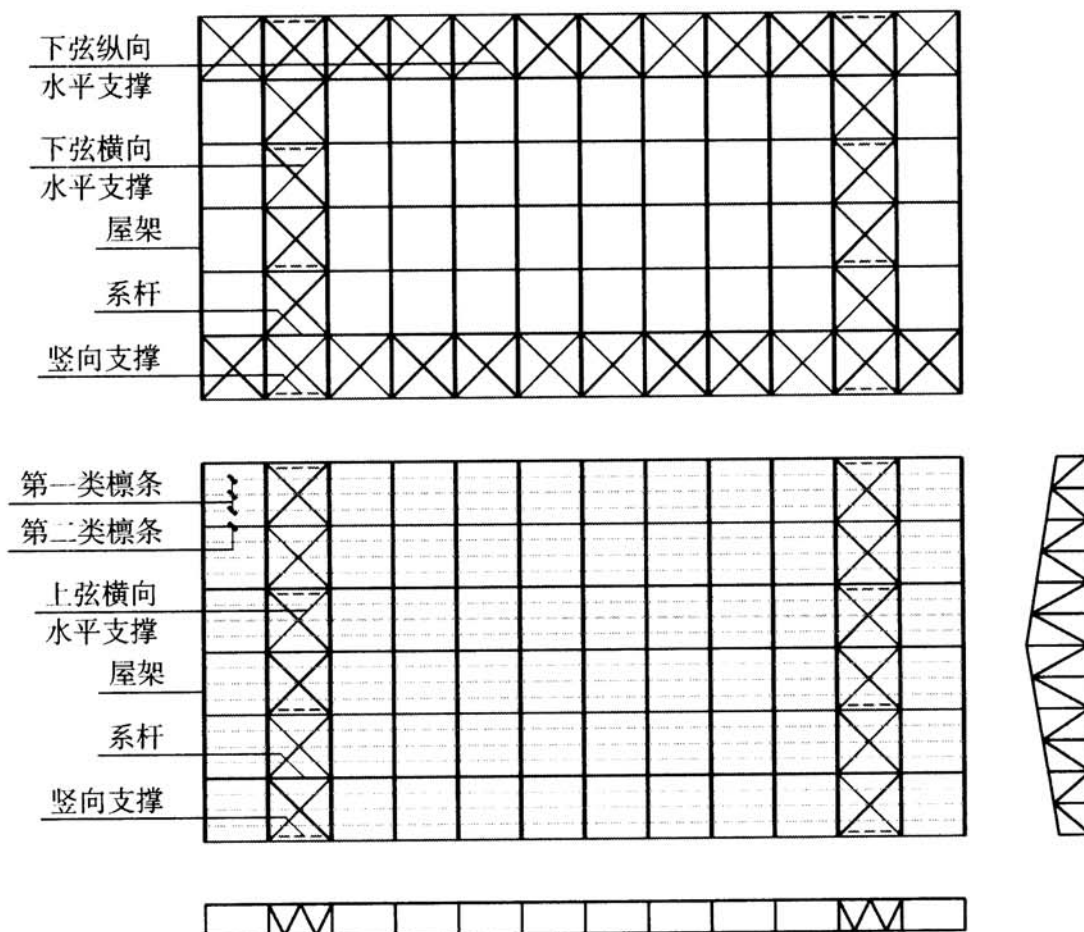 下弦纵向
水平支撑
下弦横向
水平支撑
屋架
系杆
竖向支撑
第一类檩条
第二类檩条
上弦横向
水平支撑
屋架
系杆
竖向支撑